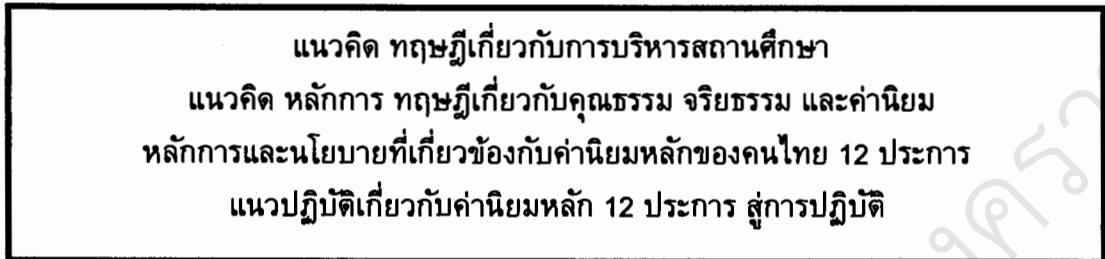 แนวคิด ทฤษฎีเกี่ยวกับการบริหารสถานศึกษา
แนวคิด หลักการ ทฤษฎีเกี่ยวกับคุณธรรม จริยธรรม และค่านิยม
หลักการและนโยบายที่เกี่ยวข้องกับค่านิยมหลักของคนไทย 12 ประการ
แนวปฏิบัติเกี่ยวกับค่านิยมหลัก 12 ประการ สู่การปฏิบัติ